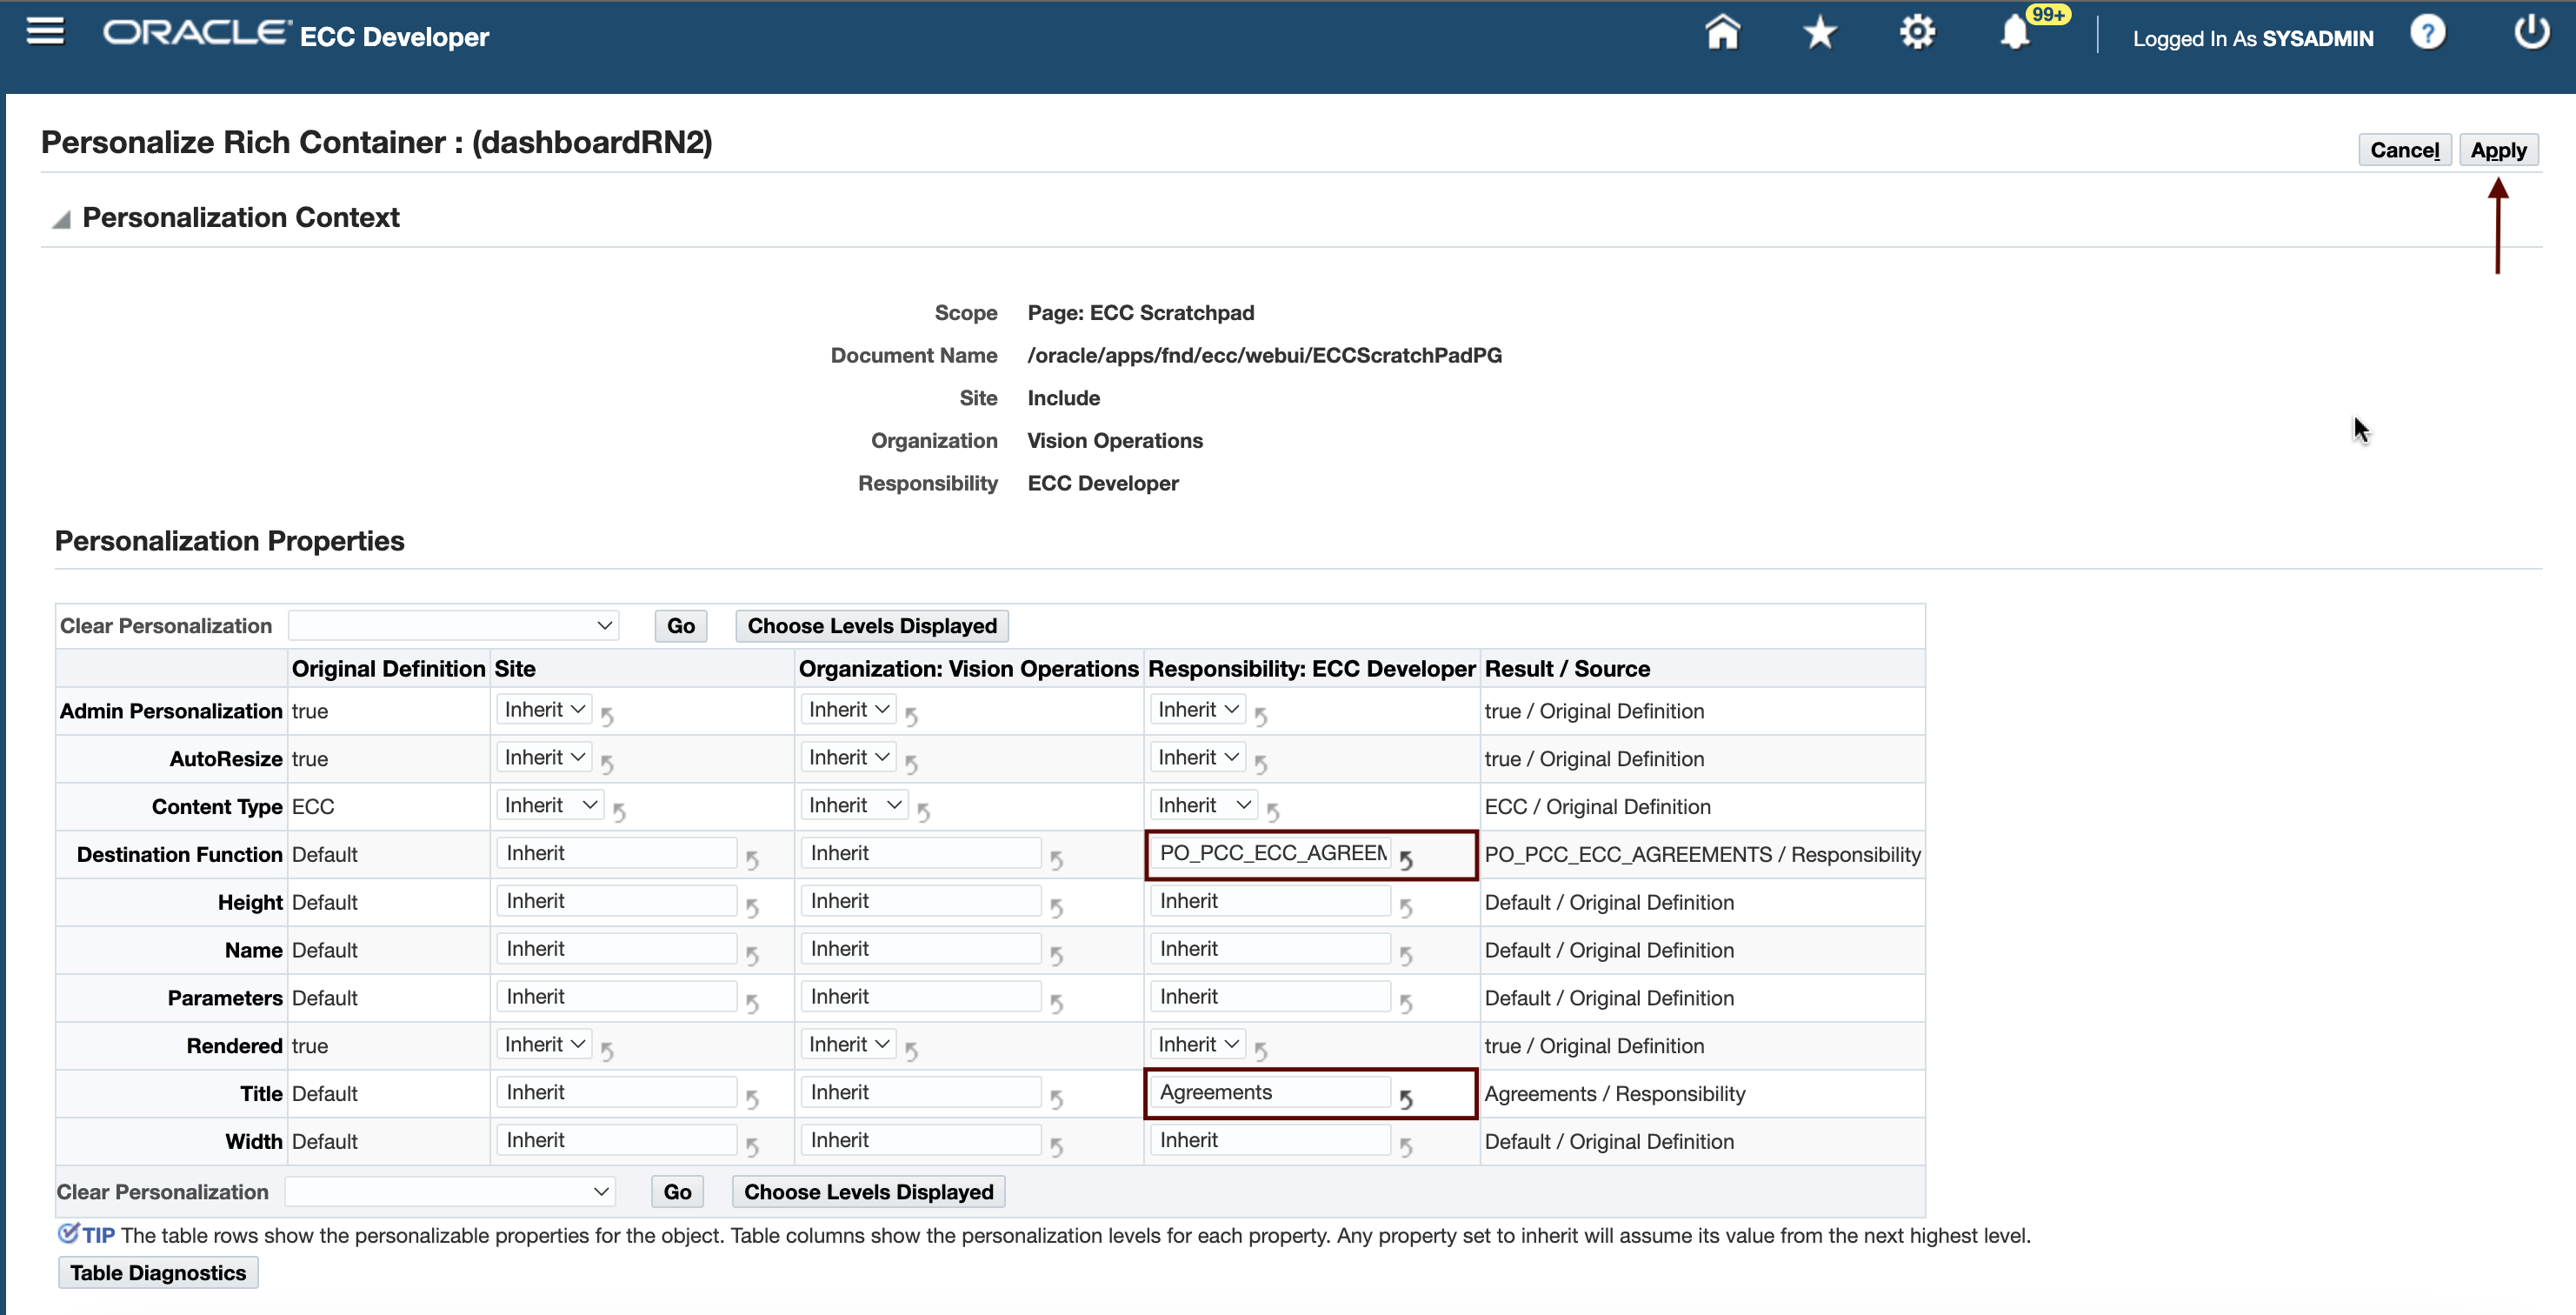 ORACLE ECC Developer
99+
Logged In As SYSADMIN
?
Personalize Rich Container : (dashboardRN2)
Cancel Apply
Personalization Context
Scope Page: ECC Scratchpad
Document Name /oracle/apps/fnd/ecc/webui/ECCScratchPadPG
Site Include
Organization Vision Operations
Responsibility ECC Developer
Personalization Properties
Clear Personalization Go Choose Levels Displayed
Original Definition Site Organization: Vision Operations Responsibility: ECC Developer Result / Source
Admin Personalization true Inherit Inherit Inherit true / Original Definition
AutoResize true Inherit Inherit Inherit true / Original Definition
Content Type ECC Inherit Inherit Inherit ECC / Original Definition
Destination Function Default Inherit Inherit PO_PCC_ECC_AGREEM PO_PCC_ECC_AGREEMENTS / Responsibility
Height Default Inherit Inherit Inherit Default / Original Definition
Name Default Inherit Inherit Inherit Default / Original Definition
Parameters Default Inherit Inherit Inherit Default / Original Definition
Rendered true Inherit Inherit Inherit true / Original Definition
Title Default Inherit Inherit Agreements Agreements / Responsibility
Width Default Inherit Inherit Inherit Default / Original Definition
Clear Personalization Go Choose Levels Displayed
TIP The table rows show the personalizable properties for the object. Table columns show the personalization levels for each property. Any property set to inherit will assume its value from the next highest level.
Table Diagnostics